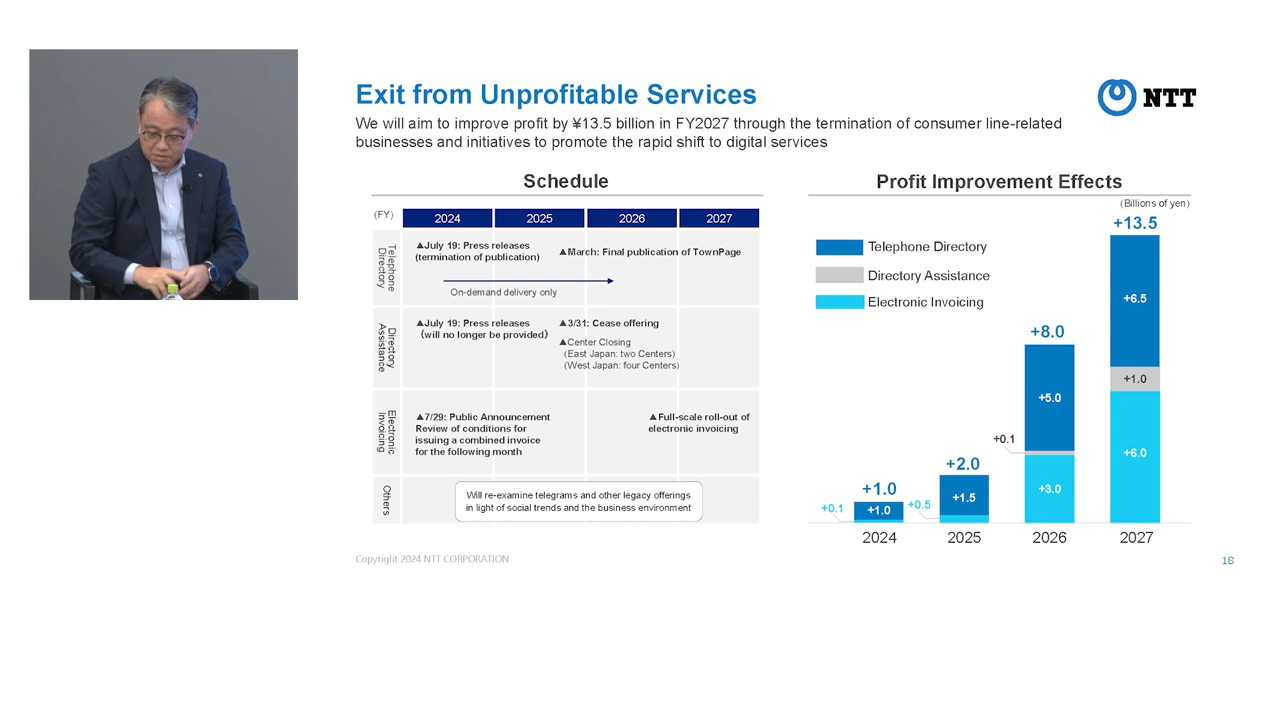 Exit from Unprofitable Services
NTT
We will aim to improve profit by ¥13.5 billion in FY2027 through the termination of consumer line-related
businesses and initiatives to promote the rapid shift to digital services
Schedule
(FY)
2024
2025
2026
2027
Telephone
Directory
▲July 19: Press releases
(termination of publication)
▲March: Final publication of TownPage
On-demand delivery only
Directory
Assistance
▲July 19: Press releases
(will no longer be provided)
▲3/31: Cease offering
▲Center Closing
(East Japan: two Centers)
(West Japan: four Centers)
Electronic
Invoicing
▲7/29: Public Announcement
Review of conditions for
issuing a combined invoice
for the following month
▲Full-scale roll-out of
electronic invoicing
Others
Will re-examine telegrams and other legacy offerings
in light of social trends and the business environment
Profit Improvement Effects
(Billions of yen)
Telephone Directory
Directory Assistance
Electronic Invoicing
+1.0
+1.0
+0.1
2024
+2.0
+1.5
+0.5
2025
+8.0
+5.0
+0.1
+3.0
2026
+13.5
+6.5
+1.0
+6.0
2027
Copyright 2024 NTT CORPORATION
18